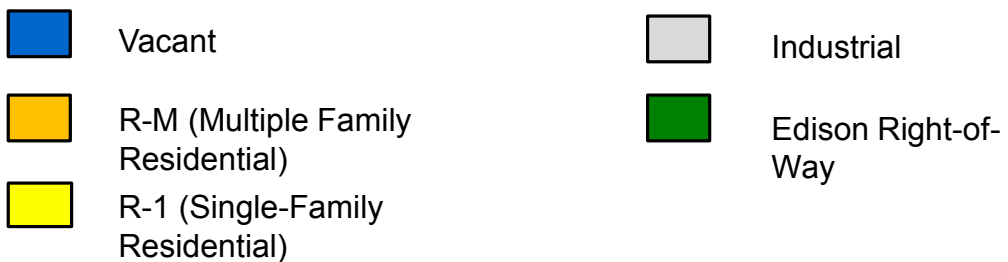 Vacant
R-M (Multiple Family
Residential)
R-1 (Single-Family
Residential)
Industrial
Edison Right-of-
Way